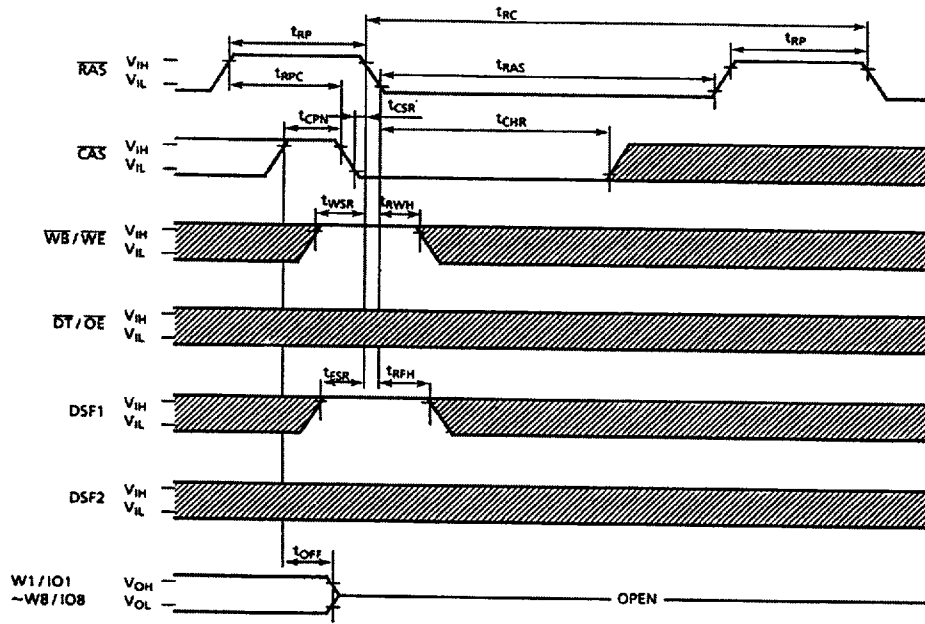 tRC
tRP
tRP
RAS
VIH
VIL
tRPC
tRAS
tCPN
tCSR
tCHR
CAS
VIH
VIL
tWSR
tRWH
WB/WE
VIH
VIL
DT/OE
VIH
VIL
tFSR
tRFH
DSF1
VIH
VIL
DSF2
VIH
VIL
tOFF
W1/IO1
~W8/IO8
VOH
VOL
OPEN